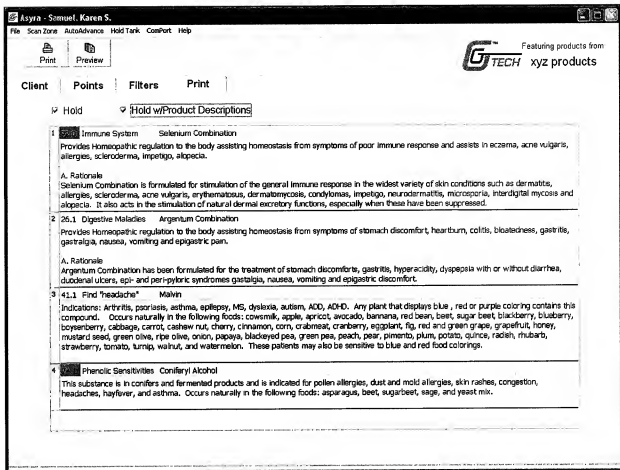 Asyra - Samuel, Karen S.
File Scan Zone AutoAdvance Hold Tank ComPort Help
Print Preview
GTECH
Featuring products from
xyz products
Client Points Filters Print
Hold Hold w/Product Descriptions
1 Immune System Selenium Combination
Provides Homeopathic regulation to the body assisting homeostasis from symptoms of poor immune response and assists in eczema, acne vulgaris,
allergies, scleroderma, impetigo, alopecia.
A. Rationale
Selenium Combination is formulated for stimulation of the general immune response in the widest variety of skin conditions such as dermatitis,
allergies, scleroderma, acne vulgaris, erythematosus, dermatomycosis, condylomas, impetigo, neurodermatitis, microsporia, interdigital mycosis and
alopecia. It also acts in the stimulation of natural dermal excretory functions, especially when these have been suppressed.
2 26.1 Digestive Maladies Argentum Combination
Provides Homeopathic regulation to the body assisting homeostasis from symptoms of stomach discomfort, heartburn, colitis, bloatedness, gastritis,
gastralgia, nausea, vomiting and epigastric pain.
A. Rationale
Argentum Combination has been formulated for the treatment of stomach discomforts, gastritis, hyperacidity, dyspepsia with or without diarrhea,
duodenal ulcers, epi- and peri-pyloric syndromes gastalgia, nausea, vomiting and epigastric discomfort.
3 41.1 Find "headache" Malvin
Indications: Arthritis, psoriasis, asthma, epilepsy, MS, dyslexia, autism, ADD, ADHD. Any plant that displays blue , red or purple coloring contains this
compound. Occurs naturally in the following foods: cowsmilk, apple, apricot, avocado, bannana, red bean, beet, sugar beet, blackberry, blueberry,
boysenberry, cabbage, carrot, cashew nut, cherry, cinnamon, corn, crabmeat, cranberry, eggplant, fig, red and green grape, grapefruit, honey,
mustard seed, green olive, ripe olive, onion, papaya, blackeyed pea, green pea, peach, pear, pimento, plum, potato, quince, radish, rhubarb,
strawberry, tomato, turnip, walnut, and watermelon. These patients may also be sensitive to blue and red food colorings.
4 Phenolic Sensitivities Coniferyl Alcohol
This substance is in conifers and fermented products and is indicated for pollen allergies, dust and mold allergies, skin rashes, congestion,
headaches, hayfever, and asthma. Occurs naturally in the following foods: asparagus, beet, sugarbeet, sage, and yeast mix.